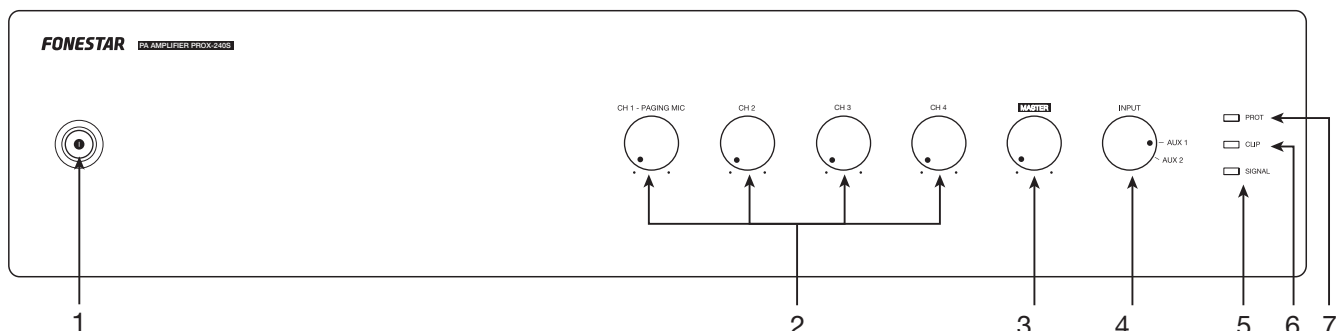 FONESTAR PA AMPLIFIER PROX-240S
CH 1 - PAGING MIC CH 2 CH 3 CH 4 MASTER INPUT
PROT
AUX 1 CLIP
AUX 2
SIGNAL
1 2 3 4 5 6 7